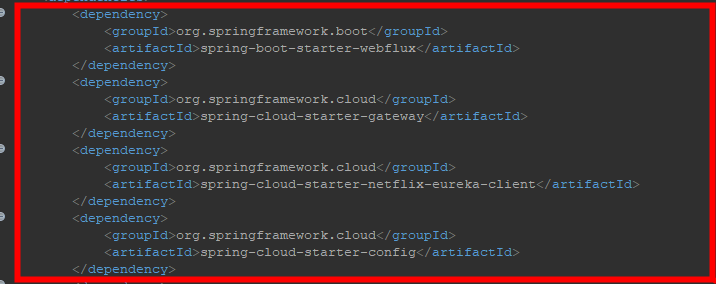 <dependency>
<groupId>org.springframework.boot</groupId>
<artifactId>spring-boot-starter-webflux</artifactId>
</dependency>
<dependency>
<groupId>org.springframework.cloud</groupId>
<artifactId>spring-cloud-starter-gateway</artifactId>
</dependency>
<dependency>
<groupId>org.springframework.cloud</groupId>
<artifactId>spring-cloud-starter-netflix-eureka-client</artifactId>
</dependency>
<dependency>
<groupId>org.springframework.cloud</groupId>
<artifactId>spring-cloud-starter-config</artifactId>
</dependency>